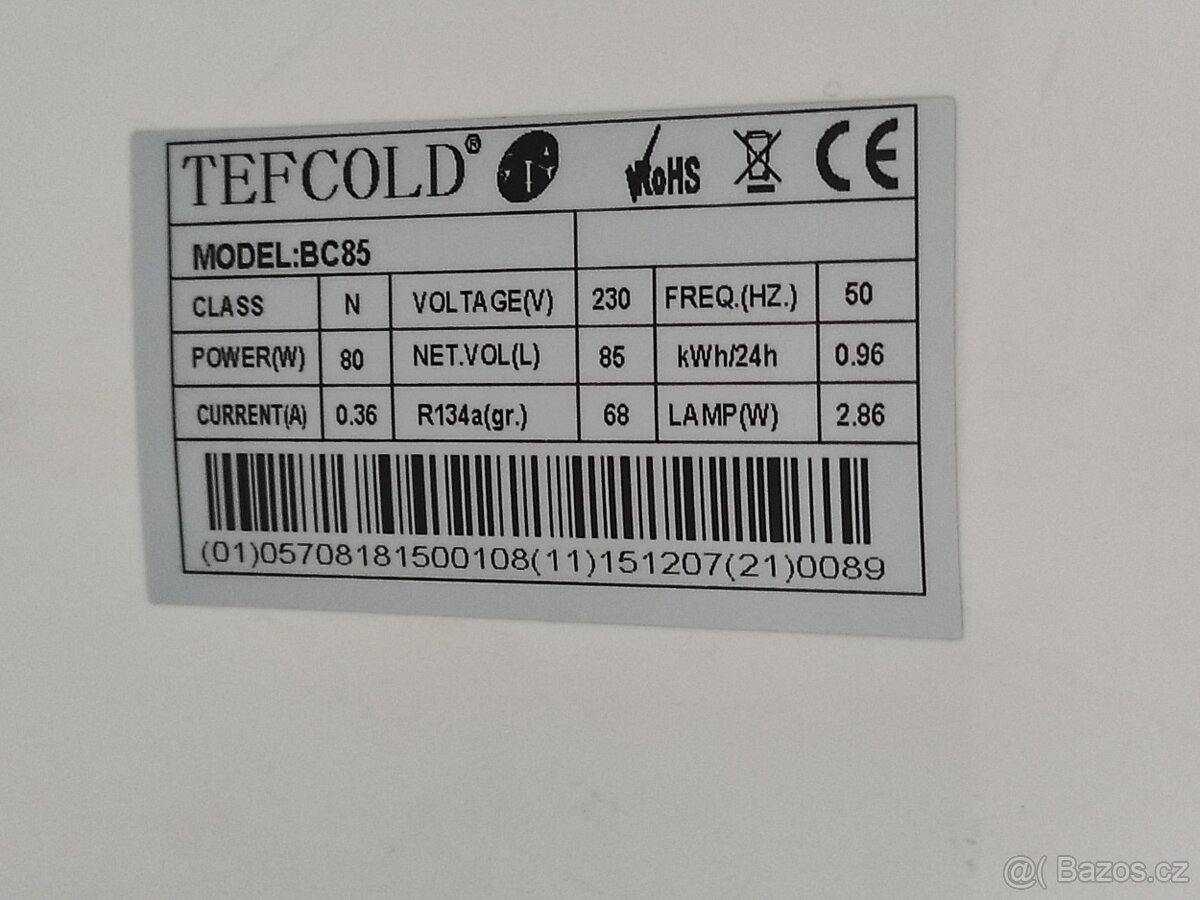 TEFCOLD® RoHS CE
MODEL:BC85
CLASS N VOLTAGE(V) 230 FREQ.(HZ.) 50
POWER(W) 80 NET.VOL(L) 85 kWh/24h 0.96
CURRENT(A) 0.36 R134a(gr.) 68 LAMP(W) 2.86
(01)05708181500108(11)151207(21)0089
@( Bazos.cz